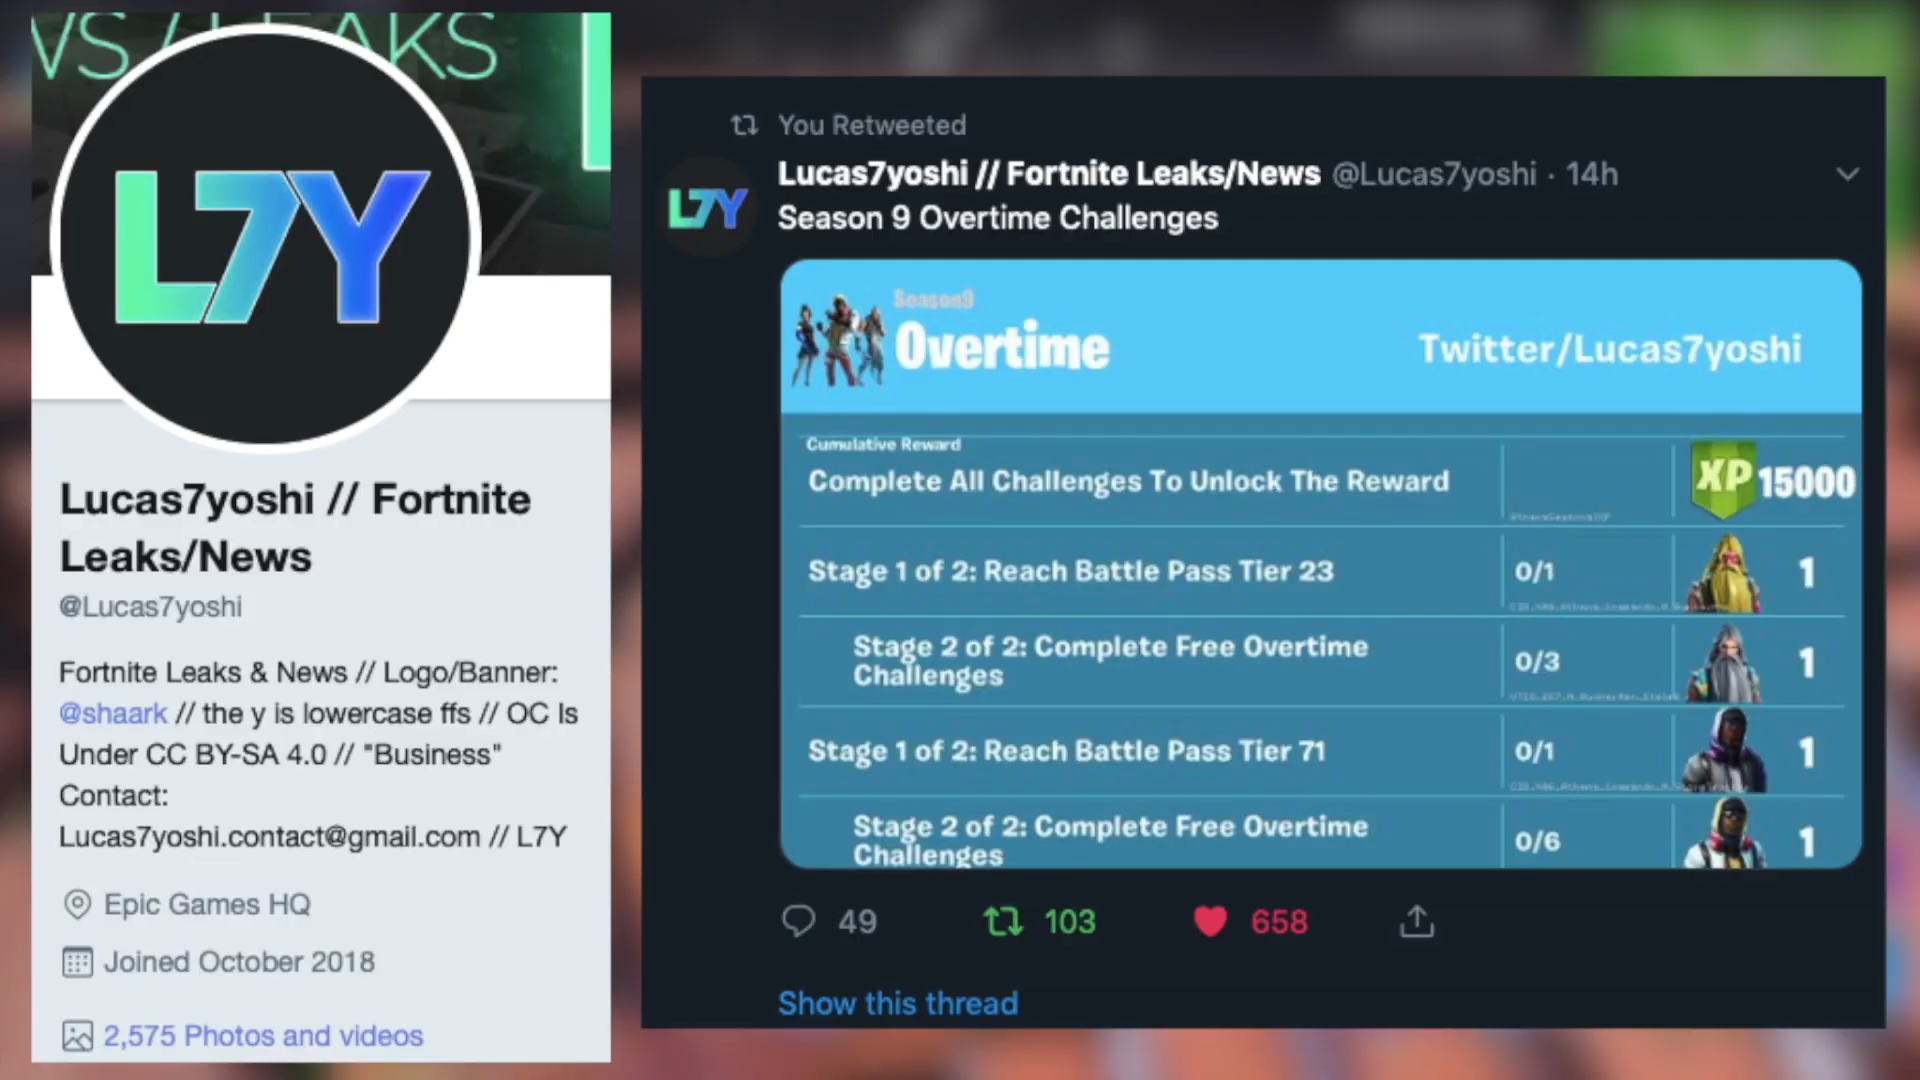 VS / LEAKS
L7Y
Lucas7yoshi // Fortnite
Leaks/News
@Lucas7yoshi
Fortnite Leaks & News // Logo/Banner:
@shaark // the y is lowercase ffs // OC Is
Under CC BY-SA 4.0 // "Business"
Contact:
Lucas7yoshi.contact@gmail.com // L7Y
Epic Games HQ
Joined October 2018
2,575 Photos and videos
You Retweeted
Lucas7yoshi // Fortnite Leaks/News @Lucas7yoshi · 14h
L7Y
Season 9 Overtime Challenges
Season9
Overtime
Twitter/Lucas7yoshi
Cumulative Reward
Complete All Challenges To Unlock The Reward
XP 15000
Stage 1 of 2: Reach Battle Pass Tier 23 0/1 1
Stage 2 of 2: Complete Free Overtime
Challenges
0/3 1
Stage 1 of 2: Reach Battle Pass Tier 71 0/1 1
Stage 2 of 2: Complete Free Overtime
Challenges
0/6 1
49 103 658
Show this thread